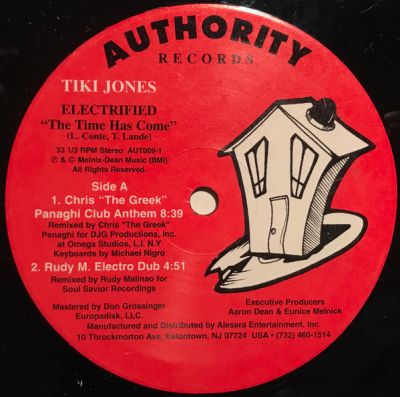 AUTHORITY
RECORDS
TIKI JONES
ELECTRIFIED
"The Time Has Come"
(L. Conte, T. Lande)
33 1/3 RPM Stereo AUT009-1
℗ & © Melnix-Dean Music (BMI)
All Rights Reserved.
Side A
1. Chris "The Greek"
Panaghi Club Anthem 8:39
Remixed by Chris "The Greek"
Panaghi for DJG Productions, Inc.
at Omega Studios, L.I. N.Y
Keyboards by Michael Nigro
2. Rudy M. Electro Dub 4:51
Remixed by Rudy Malinao for
Soul Savior Recordings
Mastered by Don Grossinger
Europadisk, LLC.
Executive Producers
Aaron Dean & Eunice Melnick
Manufactured and Distributed by Alesara Entertainment, Inc.
10 Throckmorton Ave, Eatontown, NJ 07724 USA • (732) 460-1514